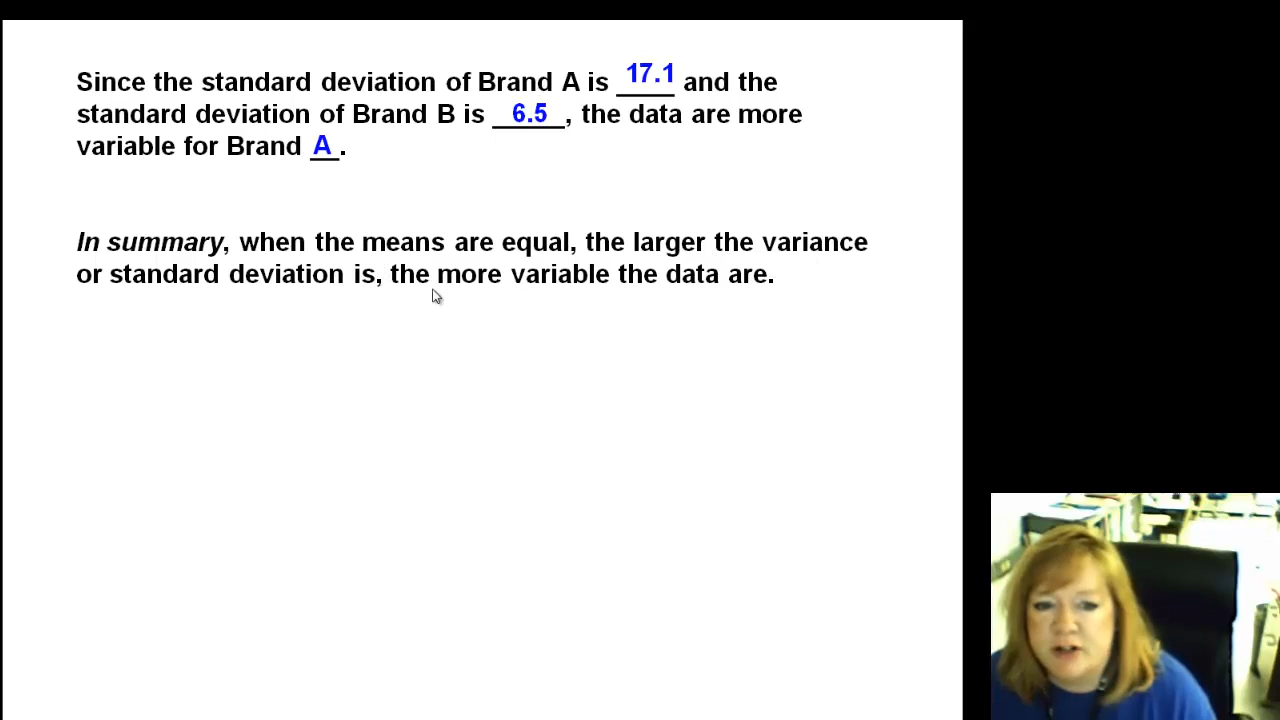 Since the standard deviation of Brand A is 17.1 and the
standard deviation of Brand B is 6.5, the data are more
variable for Brand A.
In summary, when the means are equal, the larger the variance
or standard deviation is, the more variable the data are.